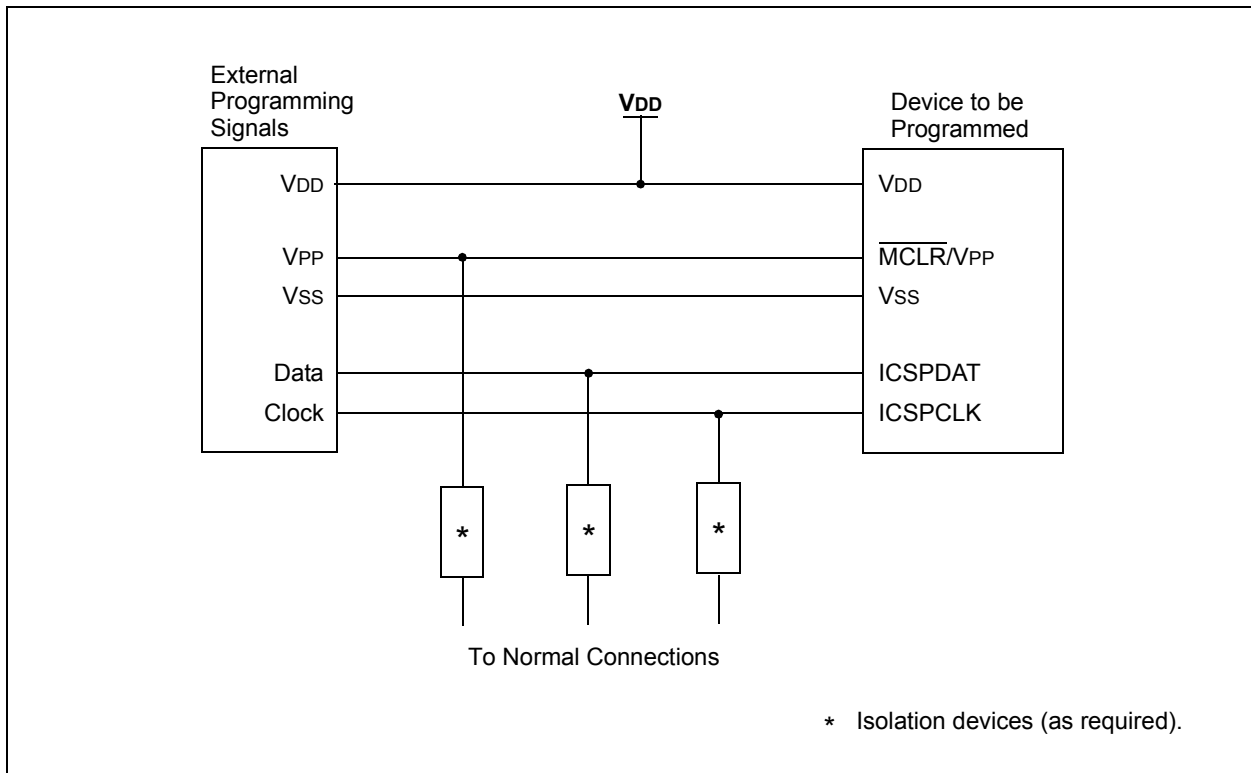 External
Programming
Signals
VDD
Device to be
Programmed
VDD
VDD
VPP
MCLR/VPP
VSS
VSS
Data
ICSPDAT
Clock
ICSPCLK
*
*
*
To Normal Connections
* Isolation devices (as required).